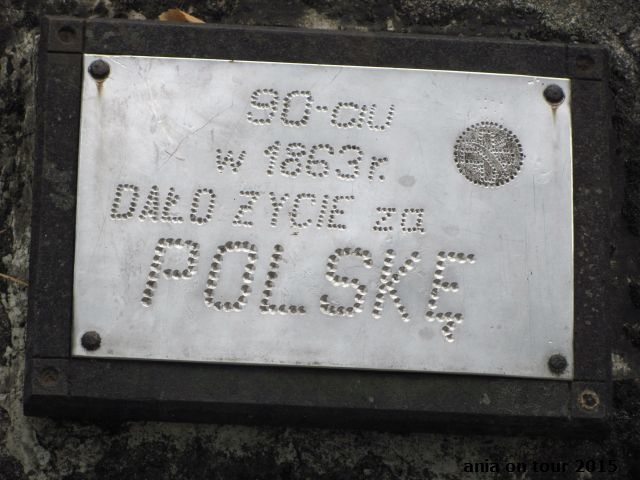 90-ciu
w 1863r.
DAŁO ŻYCIE za
POLSKĘ
ania on tour 2015